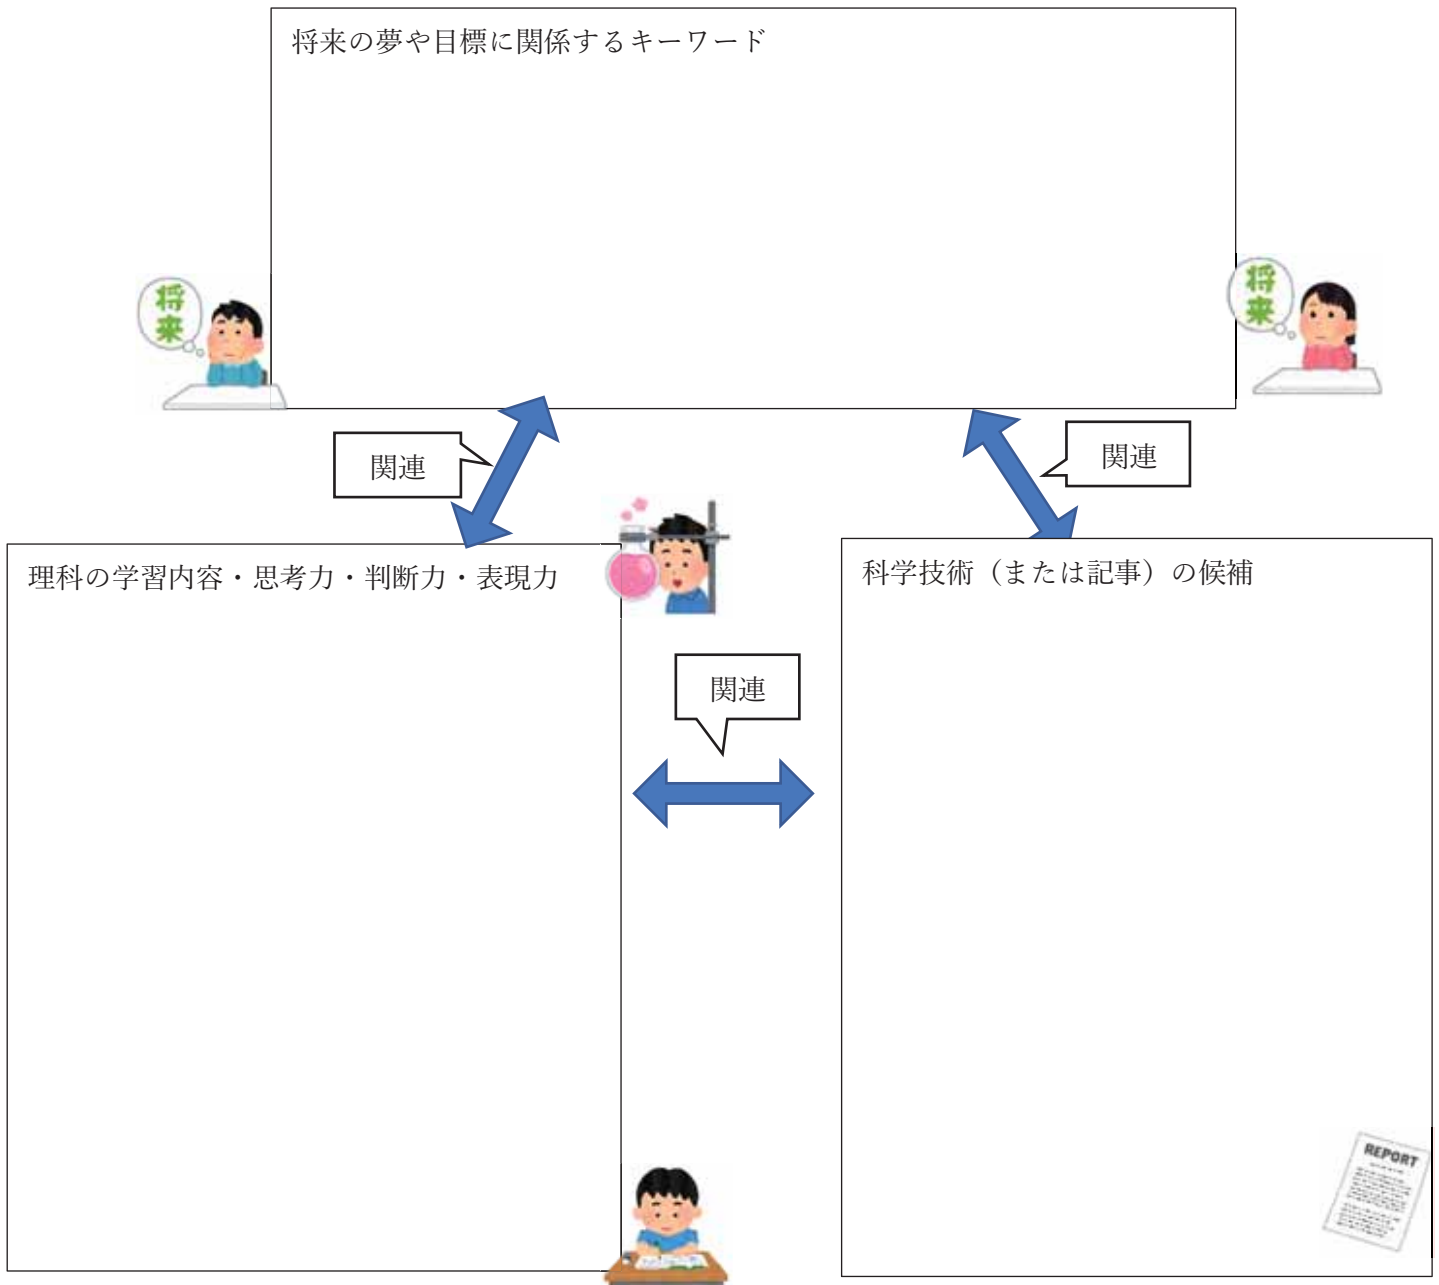 将来の夢や目標に関係するキーワード
将
来
将
来
関連
関連
理科の学習内容・思考力・判断力・表現力
科学技術（または記事）の候補
関連
REPORT